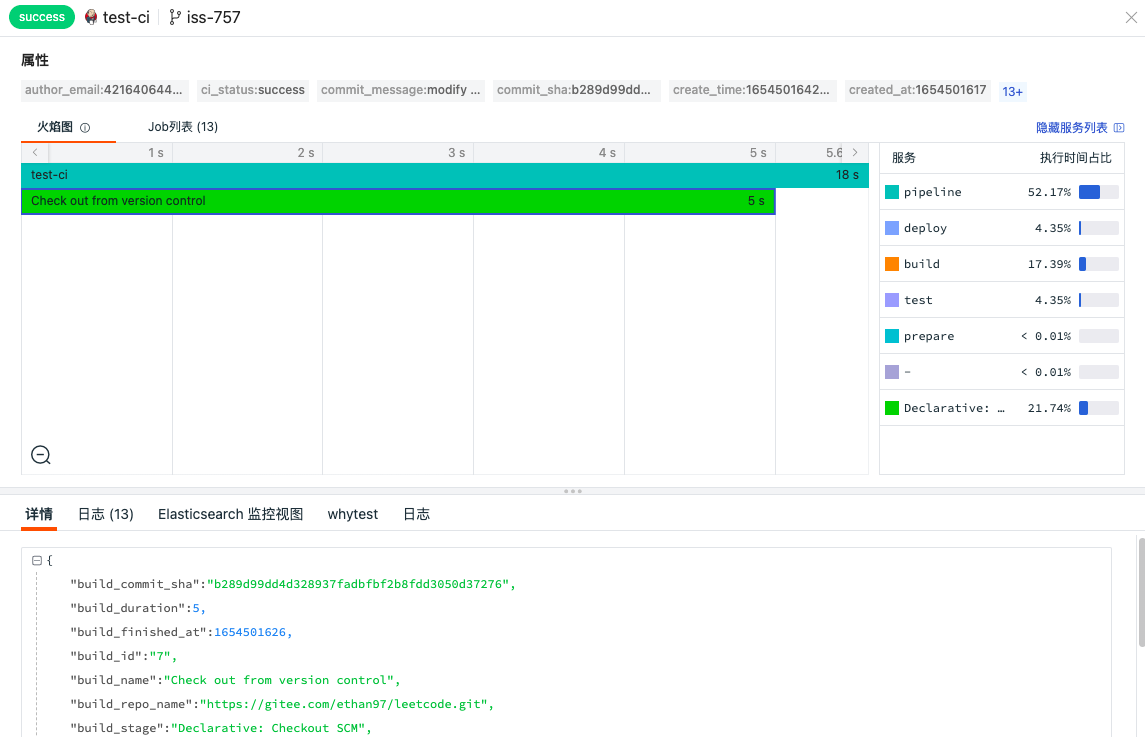 success test-ci iss-757
属性
author_email:421640644... ci_status:success commit_message:modify ... commit_sha:b289d99dd... create_time:1654501642... created_at:1654501617 13+
火焰图 Job列表 (13) 隐藏服务列表
1 s 2 s 3 s 4 s 5 s 5.6
服务 执行时间占比
test-ci 18 s
Check out from version control 5 s
pipeline 52.17%
deploy 4.35%
build 17.39%
test 4.35%
prepare < 0.01%
- < 0.01%
Declarative: … 21.74%
详情 日志 (13) Elasticsearch 监控视图 whytest 日志
{
"build_commit_sha":"b289d99dd4d328937fadbfbf2b8fdd3050d37276",
"build_duration":5,
"build_finished_at":1654501626,
"build_id":"7",
"build_name":"Check out from version control",
"build_repo_name":"https://gitee.com/ethan97/leetcode.git",
"build_stage":"Declarative: Checkout SCM",